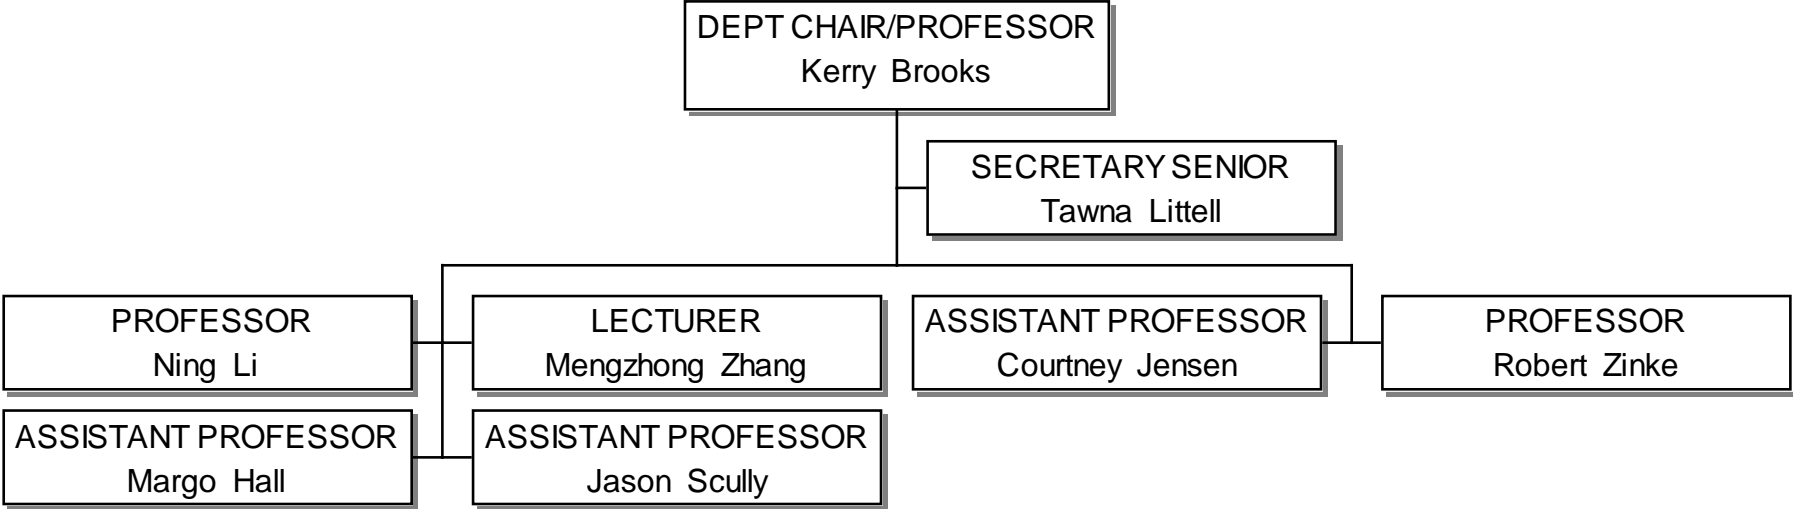 DEPT CHAIR/PROFESSOR
Kerry Brooks
SECRETARY SENIOR
Tawna Littell
PROFESSOR
Ning Li
LECTURER
Mengzhong Zhang
ASSISTANT PROFESSOR
Courtney Jensen
PROFESSOR
Robert Zinke
ASSISTANT PROFESSOR
Margo Hall
ASSISTANT PROFESSOR
Jason Scully